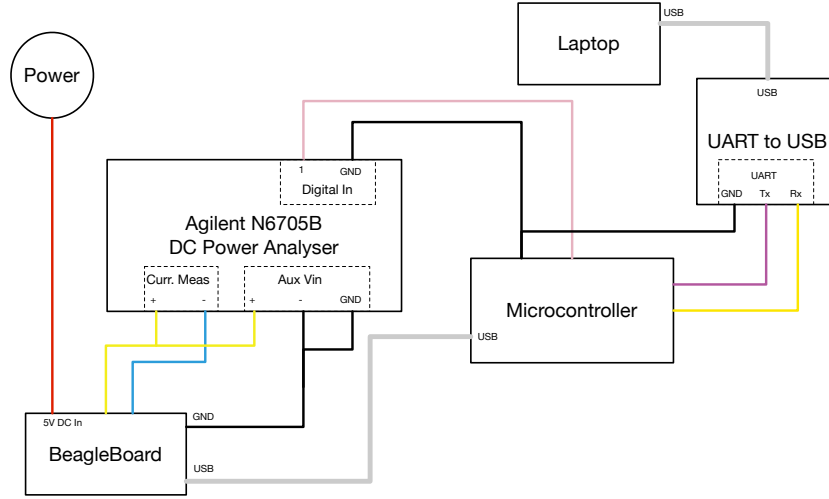 USB
Laptop
Power
USB
UART to USB
UART
GND Tx Rx
1 GND
Digital In
Agilent N6705B
DC Power Analyser
Curr. Meas
+ -
Aux Vin
+ - GND
Microcontroller
USB
5V DC In
GND
BeagleBoard
USB